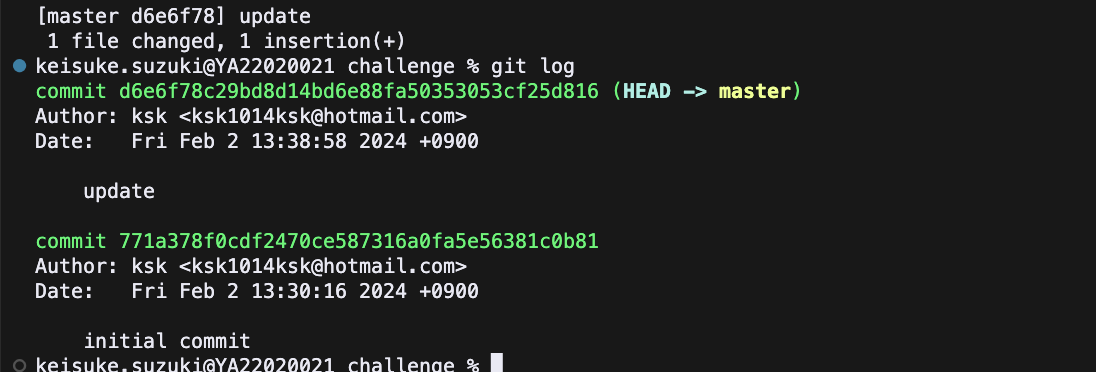 [master d6e6f78] update
1 file changed, 1 insertion(+)
keisuke.suzuki@YA22020021 challenge % git log
commit d6e6f78c29bd8d14bd6e88fa50353053cf25d816 (HEAD -> master)
Author: ksk <ksk1014ksk@hotmail.com>
Date:   Fri Feb 2 13:38:58 2024 +0900
update
commit 771a378f0cdf2470ce587316a0fa5e56381c0b81
Author: ksk <ksk1014ksk@hotmail.com>
Date:   Fri Feb 2 13:30:16 2024 +0900
initial commit
keisuke.suzuki@YA22020021 challenge %